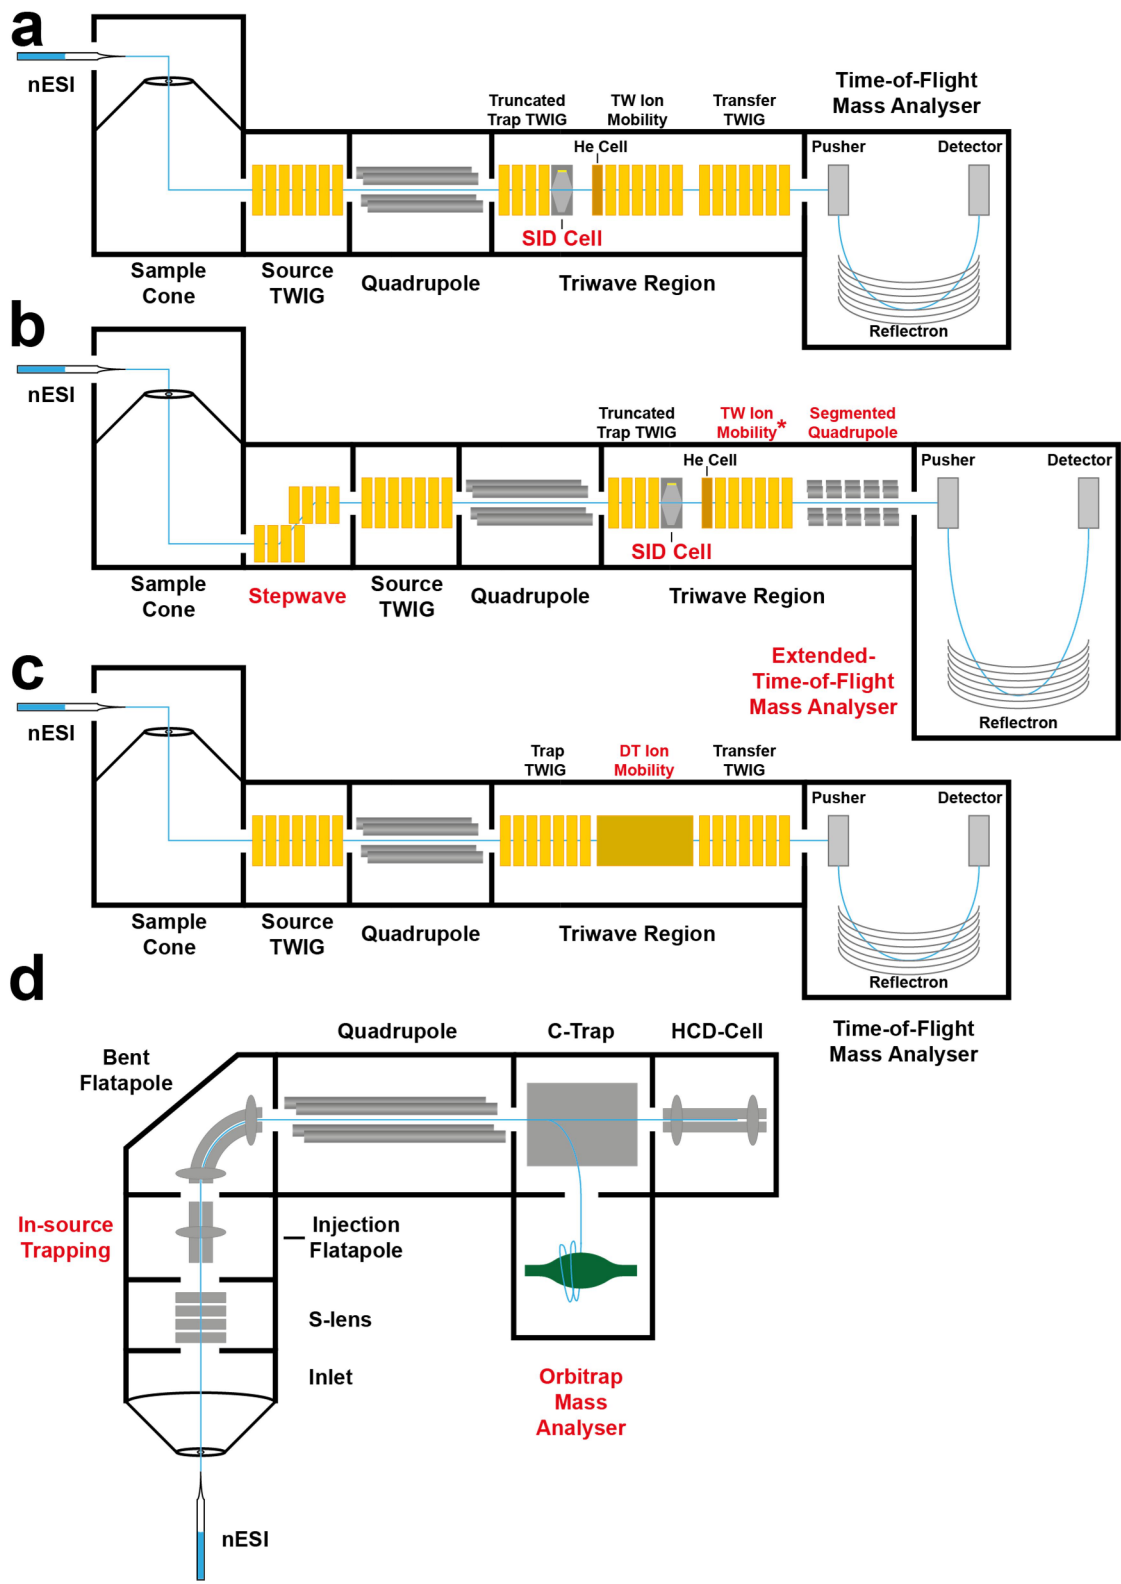 a
nESI
Truncated
Trap TWIG
TW Ion
Mobility
Transfer
TWIG
Time-of-Flight
Mass Analyser
He Cell
Pusher
Detector
SID Cell
Reflectron
Sample
Cone
Source
TWIG
Quadrupole
Triwave Region
b
nESI
Truncated
Trap TWIG
TW Ion
Mobility*
Segmented
Quadrupole
He Cell
Pusher
Detector
SID Cell
Sample
Cone
Stepwave
Source
TWIG
Quadrupole
Triwave Region
Extended-
Time-of-Flight
Mass Analyser
Reflectron
c
nESI
Trap
TWIG
DT Ion
Mobility
Transfer
TWIG
Pusher
Detector
Sample
Cone
Source
TWIG
Quadrupole
Triwave Region
Reflectron
Time-of-Flight
Mass Analyser
d
Bent
Flatapole
Quadrupole
C-Trap
HCD-Cell
In-source
Trapping
Injection
Flatapole
S-lens
Inlet
Orbitrap
Mass
Analyser
nESI